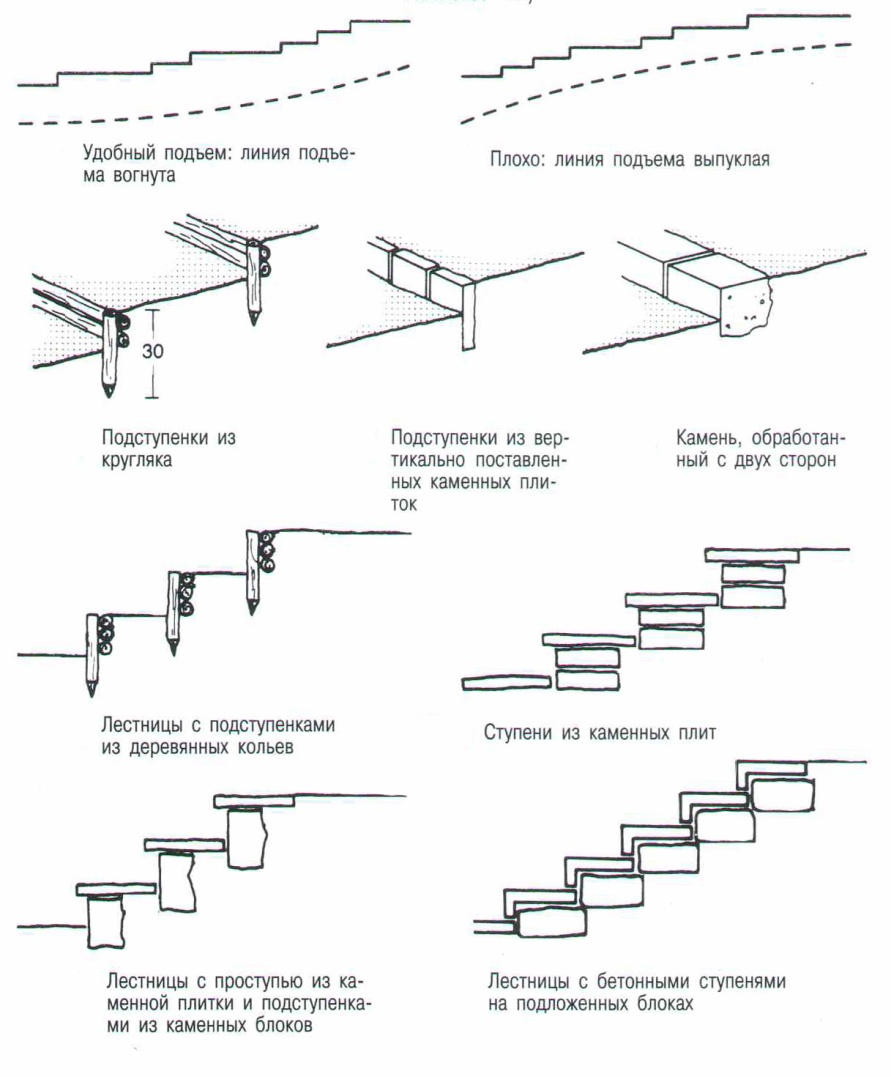 Удобный подъем: линия подъе-
ма вогнута
Плохо: линия подъема выпуклая
30
Подступенки из
кругляка
Подступенки из вер-
тикально поставлен-
ных каменных пли-
ток
Камень, обработан-
ный с двух сторон
Лестницы с подступенками
из деревянных кольев
Ступени из каменных плит
Лестницы с проступью из ка-
менной плитки и подступенка-
ми из каменных блоков
Лестницы с бетонными ступенями
на подложенных блоках